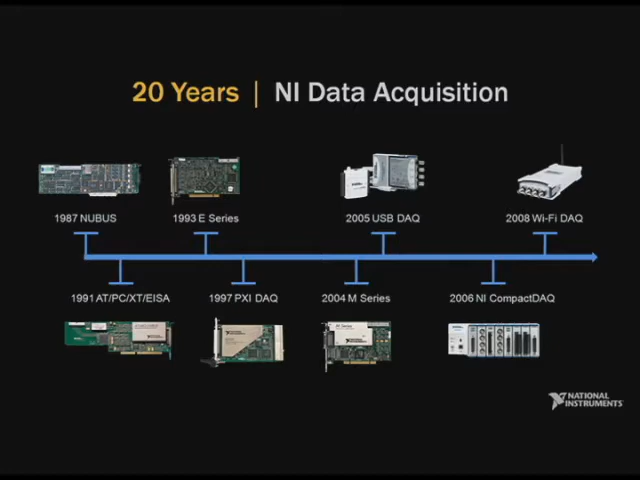 20 Years | NI Data Acquisition
1987 NUBUS
1993 E Series
2005 USB DAQ
2008 Wi-Fi DAQ
1991 AT/PC/XT/EISA
1997 PXI DAQ
2004 M Series
2006 NI CompactDAQ
NATIONAL
INSTRUMENTS